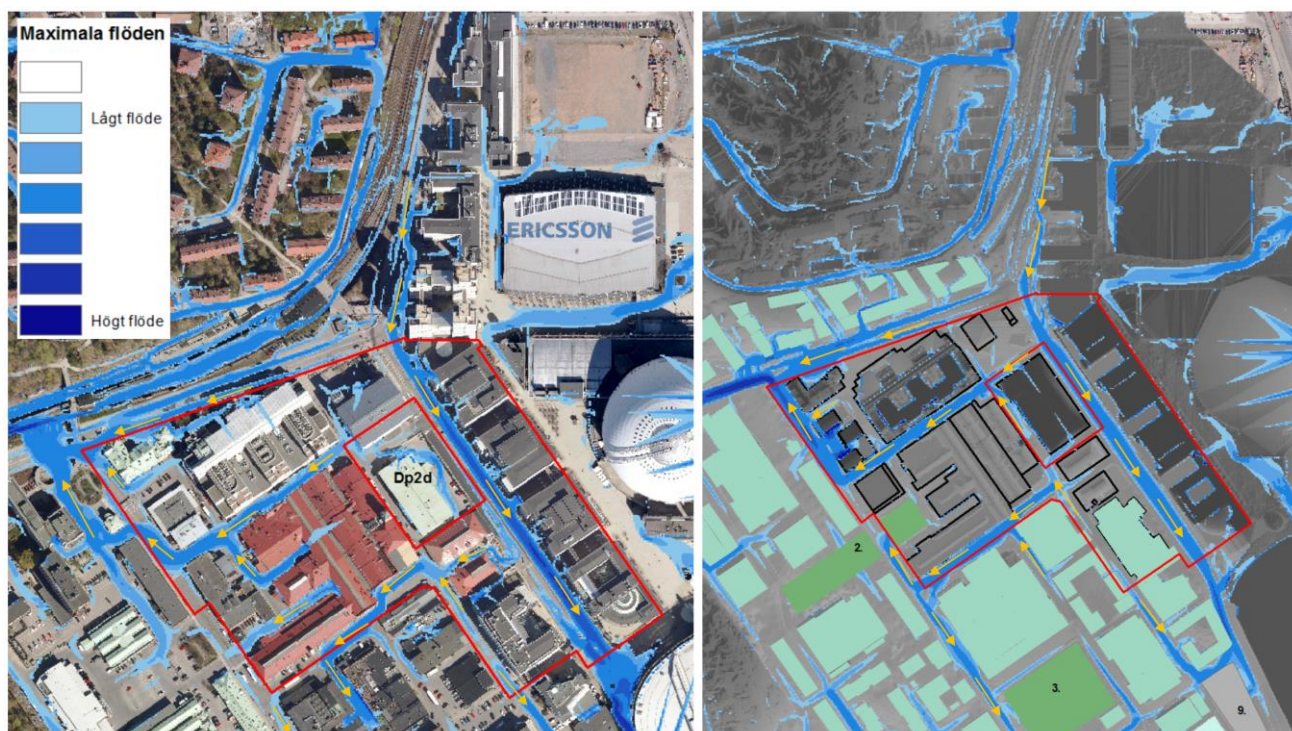 Maximala flöden
Lågt flöde
Högt flöde
ERICSSON
Dp2d
2.
3.
9.